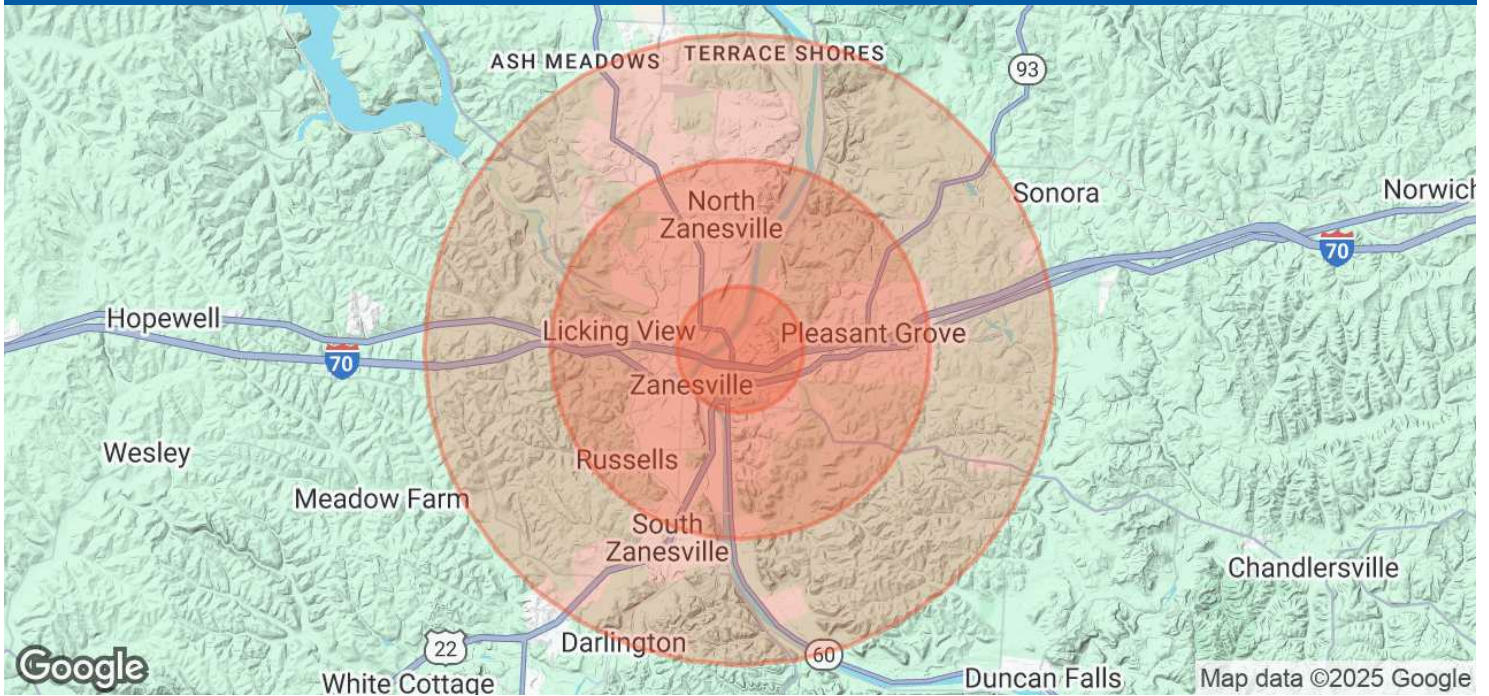 ASH MEADOWS
TERRACE SHORES
93
North
Zanesville
Sonora
Norwich
70
Hopewell
Licking View
Pleasant Grove
70
Zanesville
Wesley
Russells
Meadow Farm
South
Zanesville
Chandlersville
22
Darlington
60
Google
White Cottage
Duncan Falls
Map data ©2025 Google